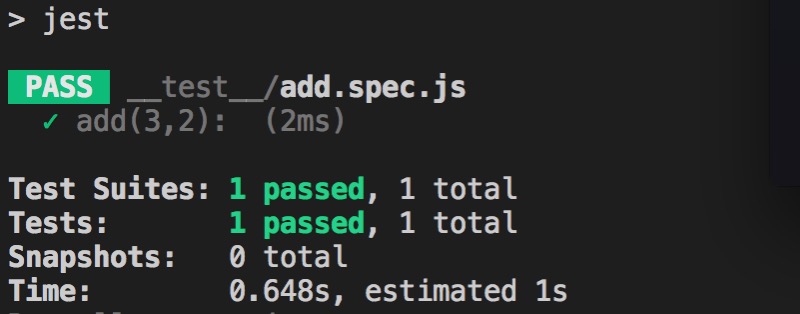 > jest
PASS __test__/add.spec.js
✓ add(3,2): (2ms)
Test Suites: 1 passed, 1 total
Tests: 1 passed, 1 total
Snapshots: 0 total
Time: 0.648s, estimated 1s